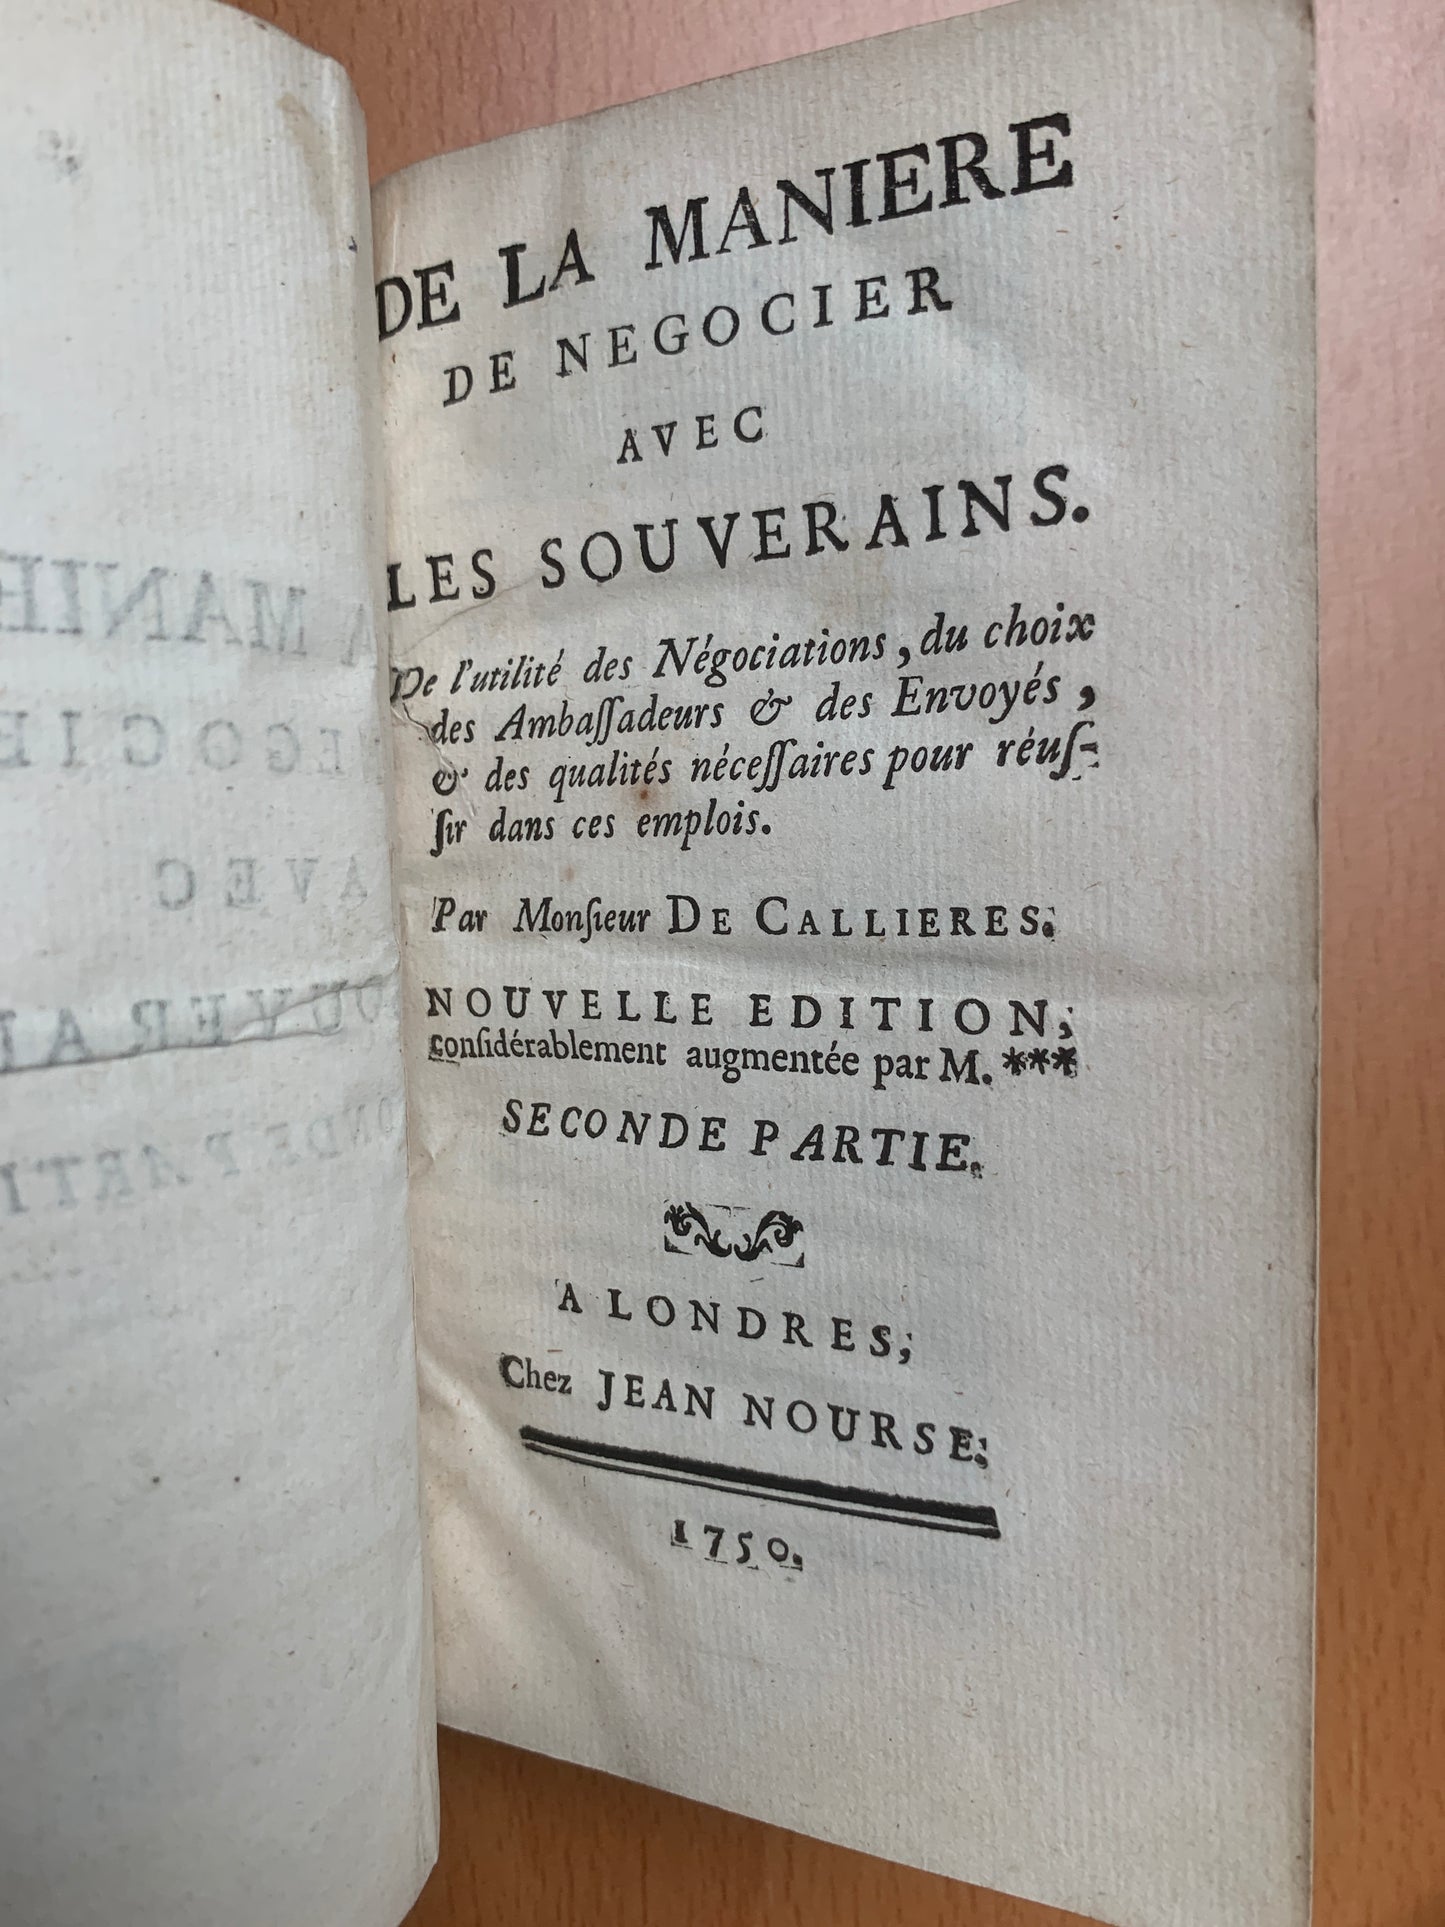 DE LA MANIERE
DE NEGOCIER
AVEC
LES SOUVERAINS.
De l'utilité des Négociations, du choix
des Ambaſſadeurs & des Envoyés,
& des qualités néceſſaires pour réuſ-
ſir dans ces emplois.
Par Monſieur DE CALLIERES.
NOUVELLE EDITION,
conſidérablement augmentée par M. ***
SECONDE PARTIE.
A LONDRES,
Chez JEAN NOURSE.
1750.